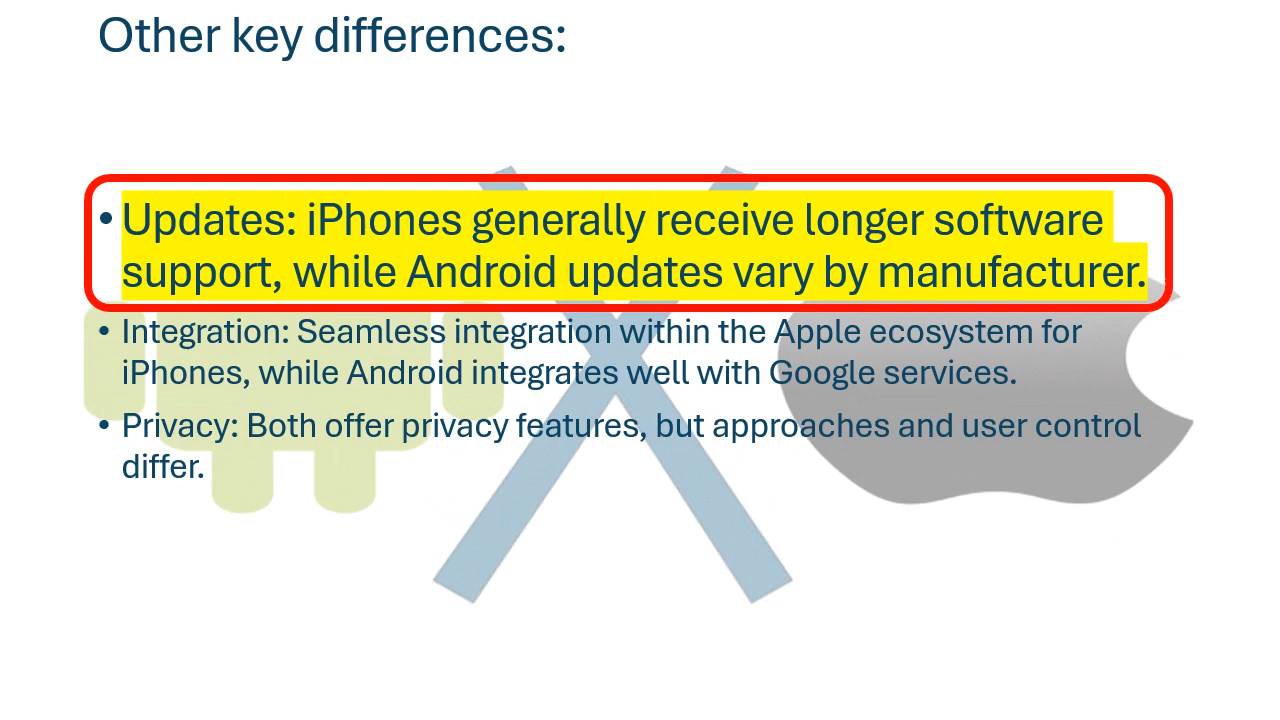 Other key differences:
• Updates: iPhones generally receive longer software
support, while Android updates vary by manufacturer.
• Integration: Seamless integration within the Apple ecosystem for
iPhones, while Android integrates well with Google services.
• Privacy: Both offer privacy features, but approaches and user control
differ.